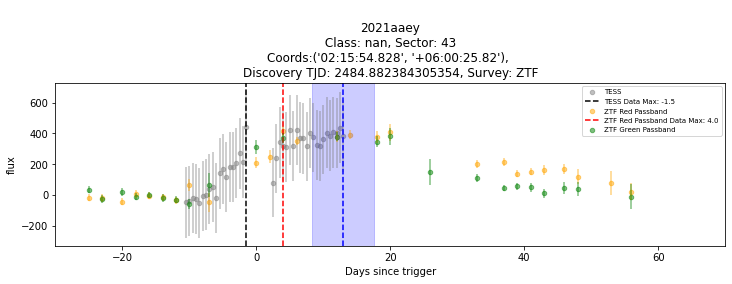 2021aaey
Class: nan, Sector: 43
Coords:('02:15:54.828', '+06:00:25.82'),
Discovery TJD: 2484.882384305354, Survey: ZTF
TESS
TESS Data Max: -1.5
ZTF Red Passband
ZTF Red Passband Data Max: 4.0
ZTF Green Passband
600
400
200
0
−200
flux
−20
0
20
40
60
Days since trigger